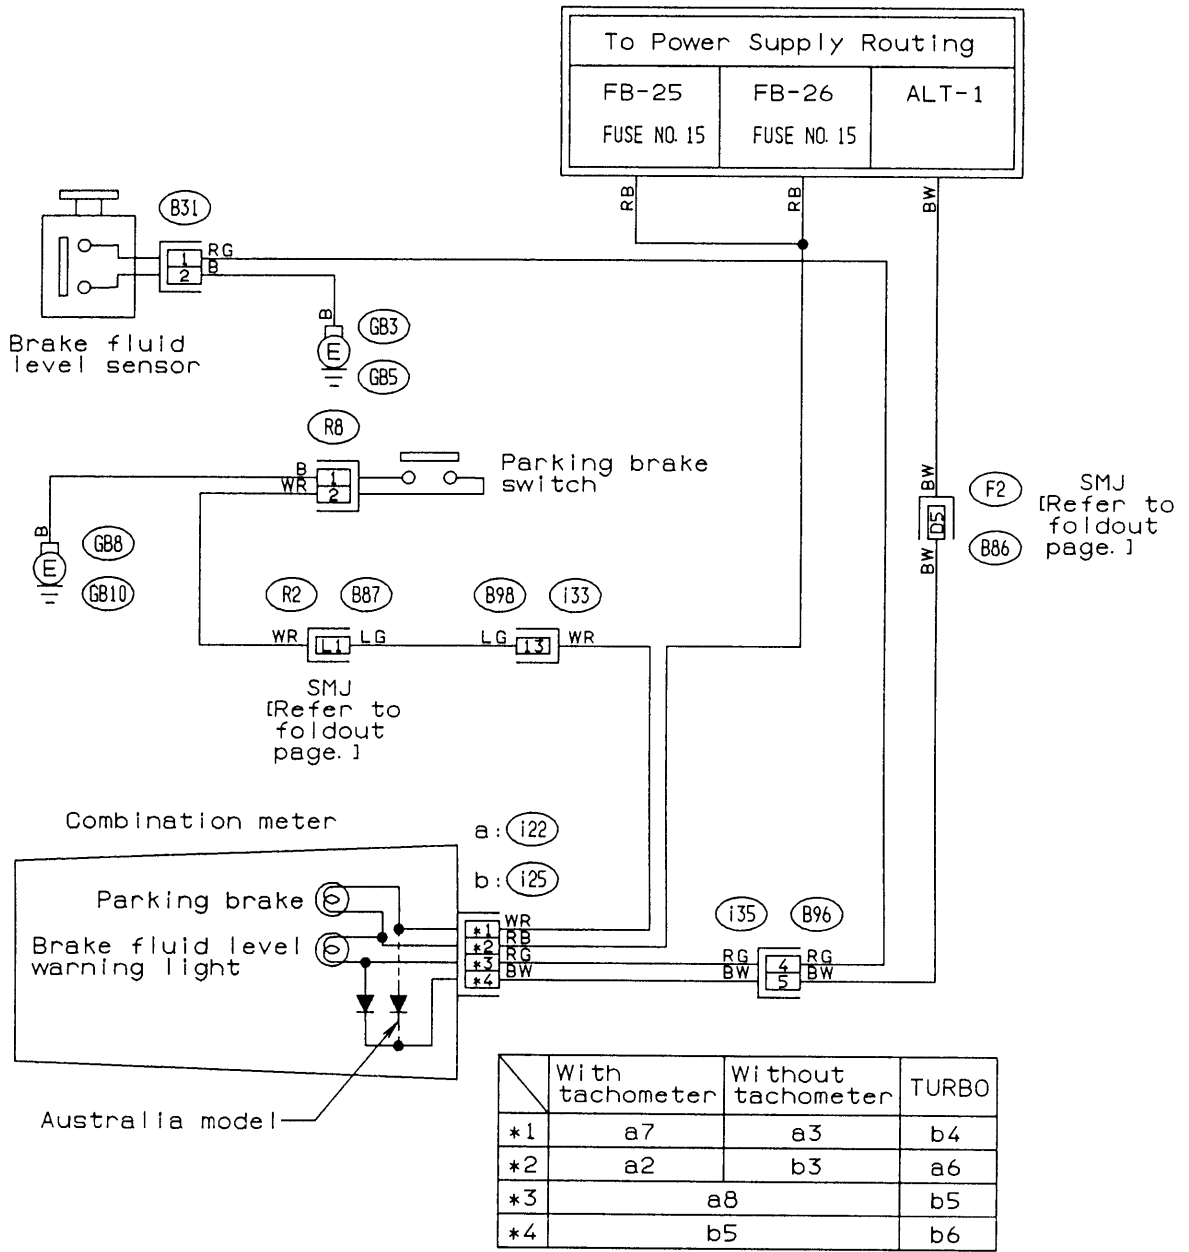 To Power Supply Routing
FB-25 FB-26 ALT-1
FUSE NO. 15 FUSE NO. 15
RB RB BW
B31
1 RG
2 B
Brake fluid
level sensor
B
GB3
E
GB5
R8
B 1
WR 2
Parking brake
switch
BW
D5
BW
F2
B86
SMJ
[Refer to
foldout
page.]
B
GB8
E
GB10
R2 B87 B98 i33
WR L1 LG LG 13 WR
SMJ
[Refer to
foldout
page.]
Combination meter
a: i22
b: i25
Parking brake
Brake fluid level
warning light
*1 WR
*2 RB
*3 RG
*4 BW
i35 B96
RG 4 RG
BW 5 BW
Australia model
With
tachometer
Without
tachometer
TURBO
*1 a7 a3 b4
*2 a2 b3 a6
*3 a8 b5
*4 b5 b6